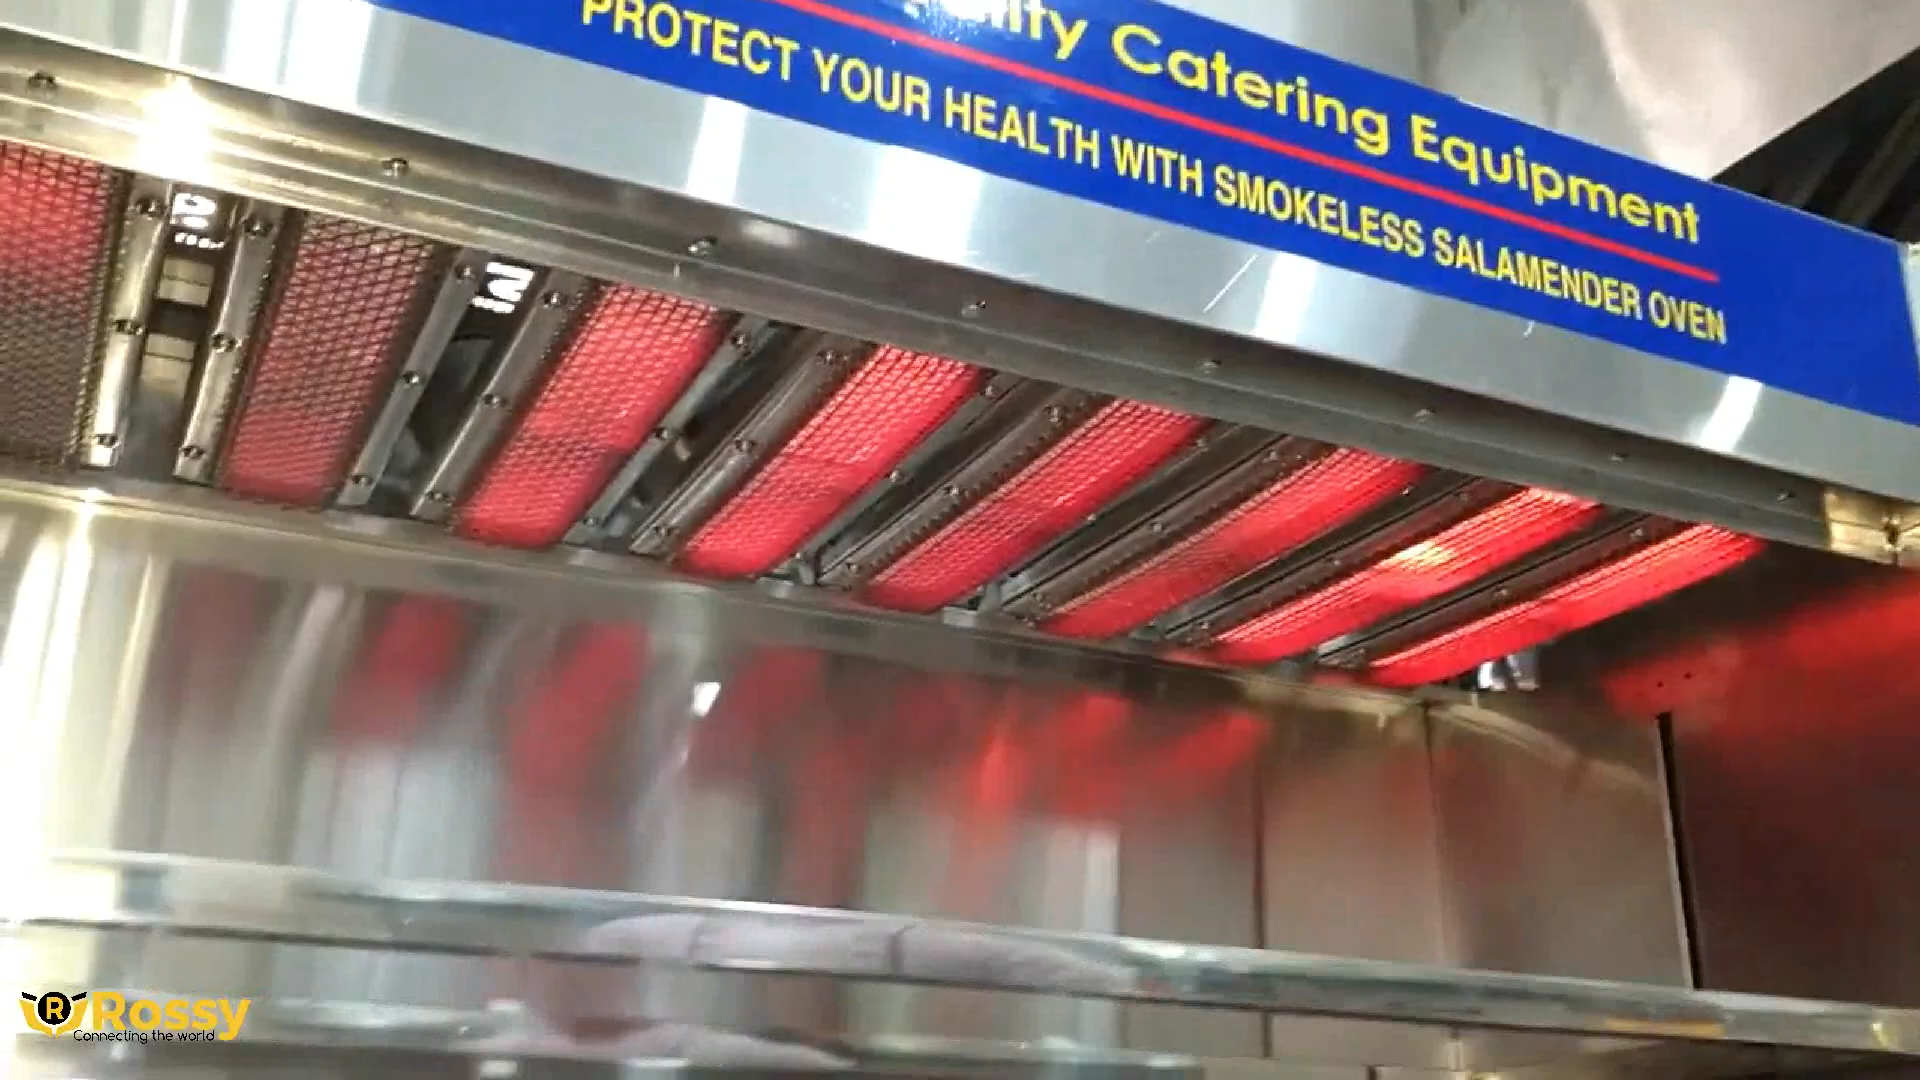 Catering Equipment
PROTECT YOUR HEALTH WITH SMOKELESS SALAMENDER OVEN
Rossy
Connecting the world